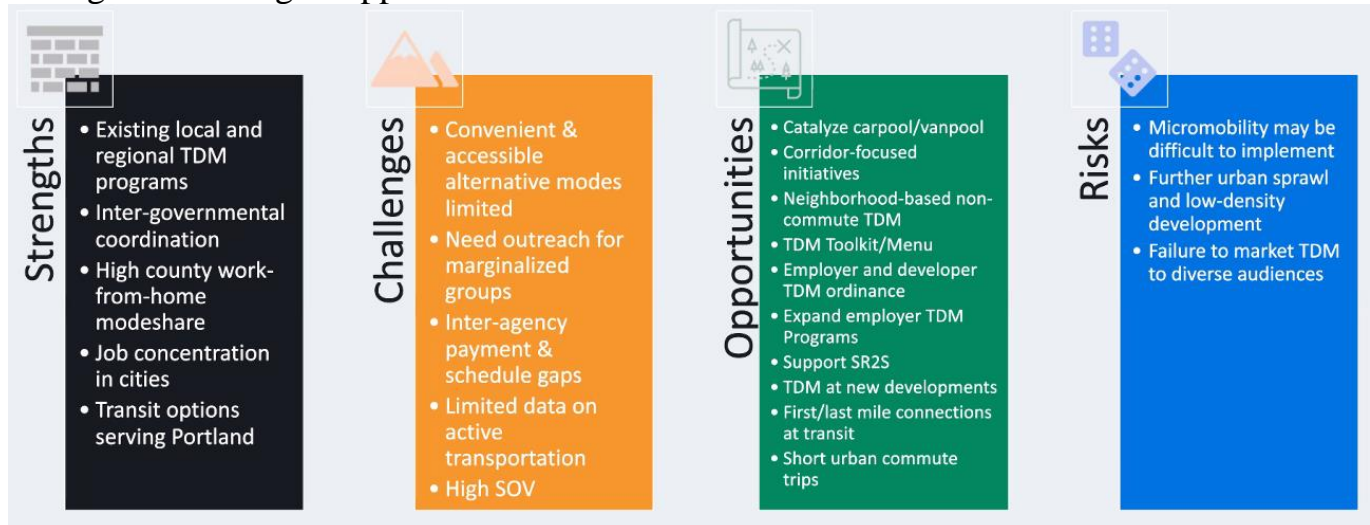 Strengths
• Existing local and
regional TDM
programs
• Inter-governmental
coordination
• High county work-
from-home
modeshare
• Job concentration
in cities
• Transit options
serving Portland
Challenges
• Convenient &
accessible
alternative modes
limited
• Need outreach for
marginalized
groups
• Inter-agency
payment &
schedule gaps
• Limited data on
active
transportation
• High SOV
Opportunities
• Catalyze carpool/vanpool
• Corridor-focused
initiatives
• Neighborhood-based non-
commute TDM
• TDM Toolkit/Menu
• Employer and developer
TDM ordinance
• Expand employer TDM
Programs
• Support SR2S
• TDM at new developments
• First/last mile connections
at transit
• Short urban commute
trips
Risks
• Micromobility may be
difficult to implement
• Further urban sprawl
and low-density
development
• Failure to market TDM
to diverse audiences